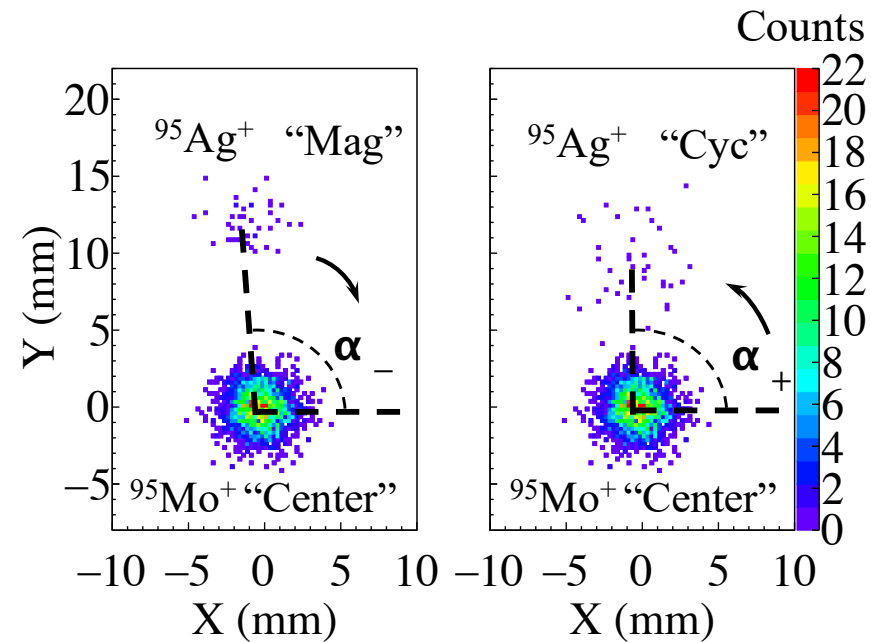 Counts
⁹⁵Ag⁺ “Mag”
α −
⁹⁵Mo⁺ “Center”
20
15
10
5
0
−5
Y (mm)
−10 −5 0 5 10
X (mm)
⁹⁵Ag⁺ “Cyc”
α +
⁹⁵Mo⁺ “Center”
−10 −5 0 5 10
X (mm)
22
20
18
16
14
12
10
8
6
4
2
0